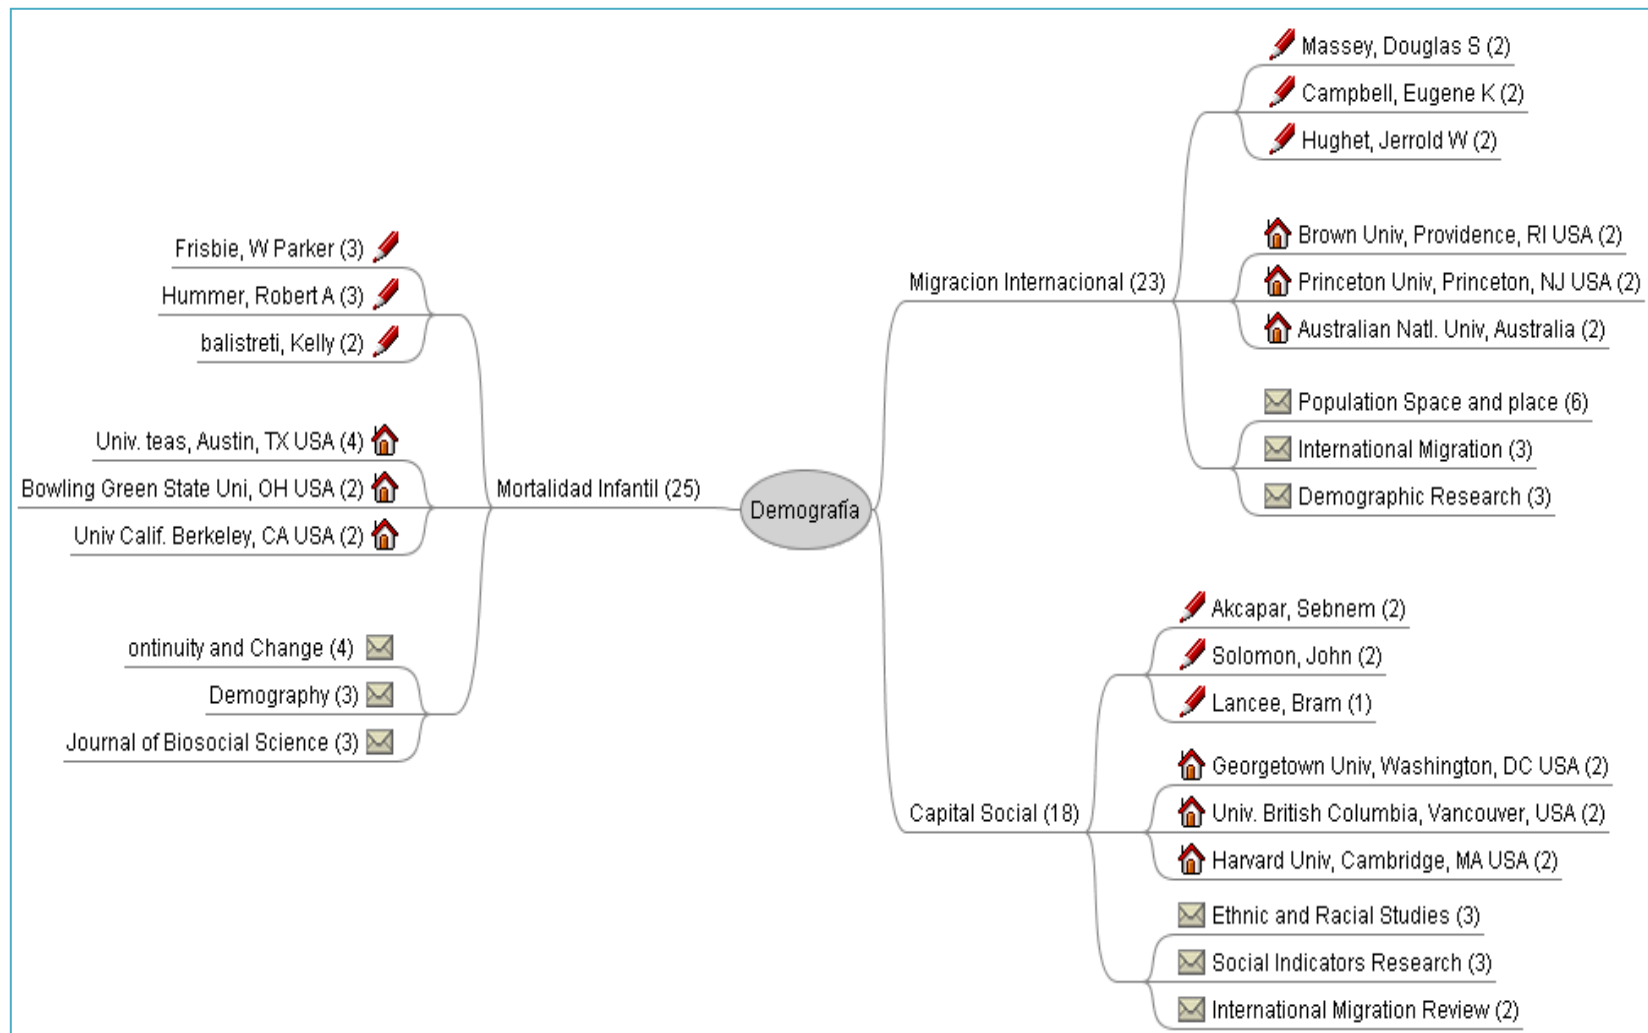 Demografía
Mortalidad Infantil (25)
Frisbie, W Parker (3)
Hummer, Robert A (3)
balistreti, Kelly (2)
Univ. teas, Austin, TX USA (4)
Bowling Green State Uni, OH USA (2)
Univ Calif. Berkeley, CA USA (2)
ontinuity and Change (4)
Demography (3)
Journal of Biosocial Science (3)
Migracion Internacional (23)
Massey, Douglas S (2)
Campbell, Eugene K (2)
Hughet, Jerrold W (2)
Brown Univ, Providence, RI USA (2)
Princeton Univ, Princeton, NJ USA (2)
Australian Natl. Univ, Australia (2)
Population Space and place (6)
International Migration (3)
Demographic Research (3)
Capital Social (18)
Akcapar, Sebnem (2)
Solomon, John (2)
Lancee, Bram (1)
Georgetown Univ, Washington, DC USA (2)
Univ. British Columbia, Vancouver, USA (2)
Harvard Univ, Cambridge, MA USA (2)
Ethnic and Racial Studies (3)
Social Indicators Research (3)
International Migration Review (2)